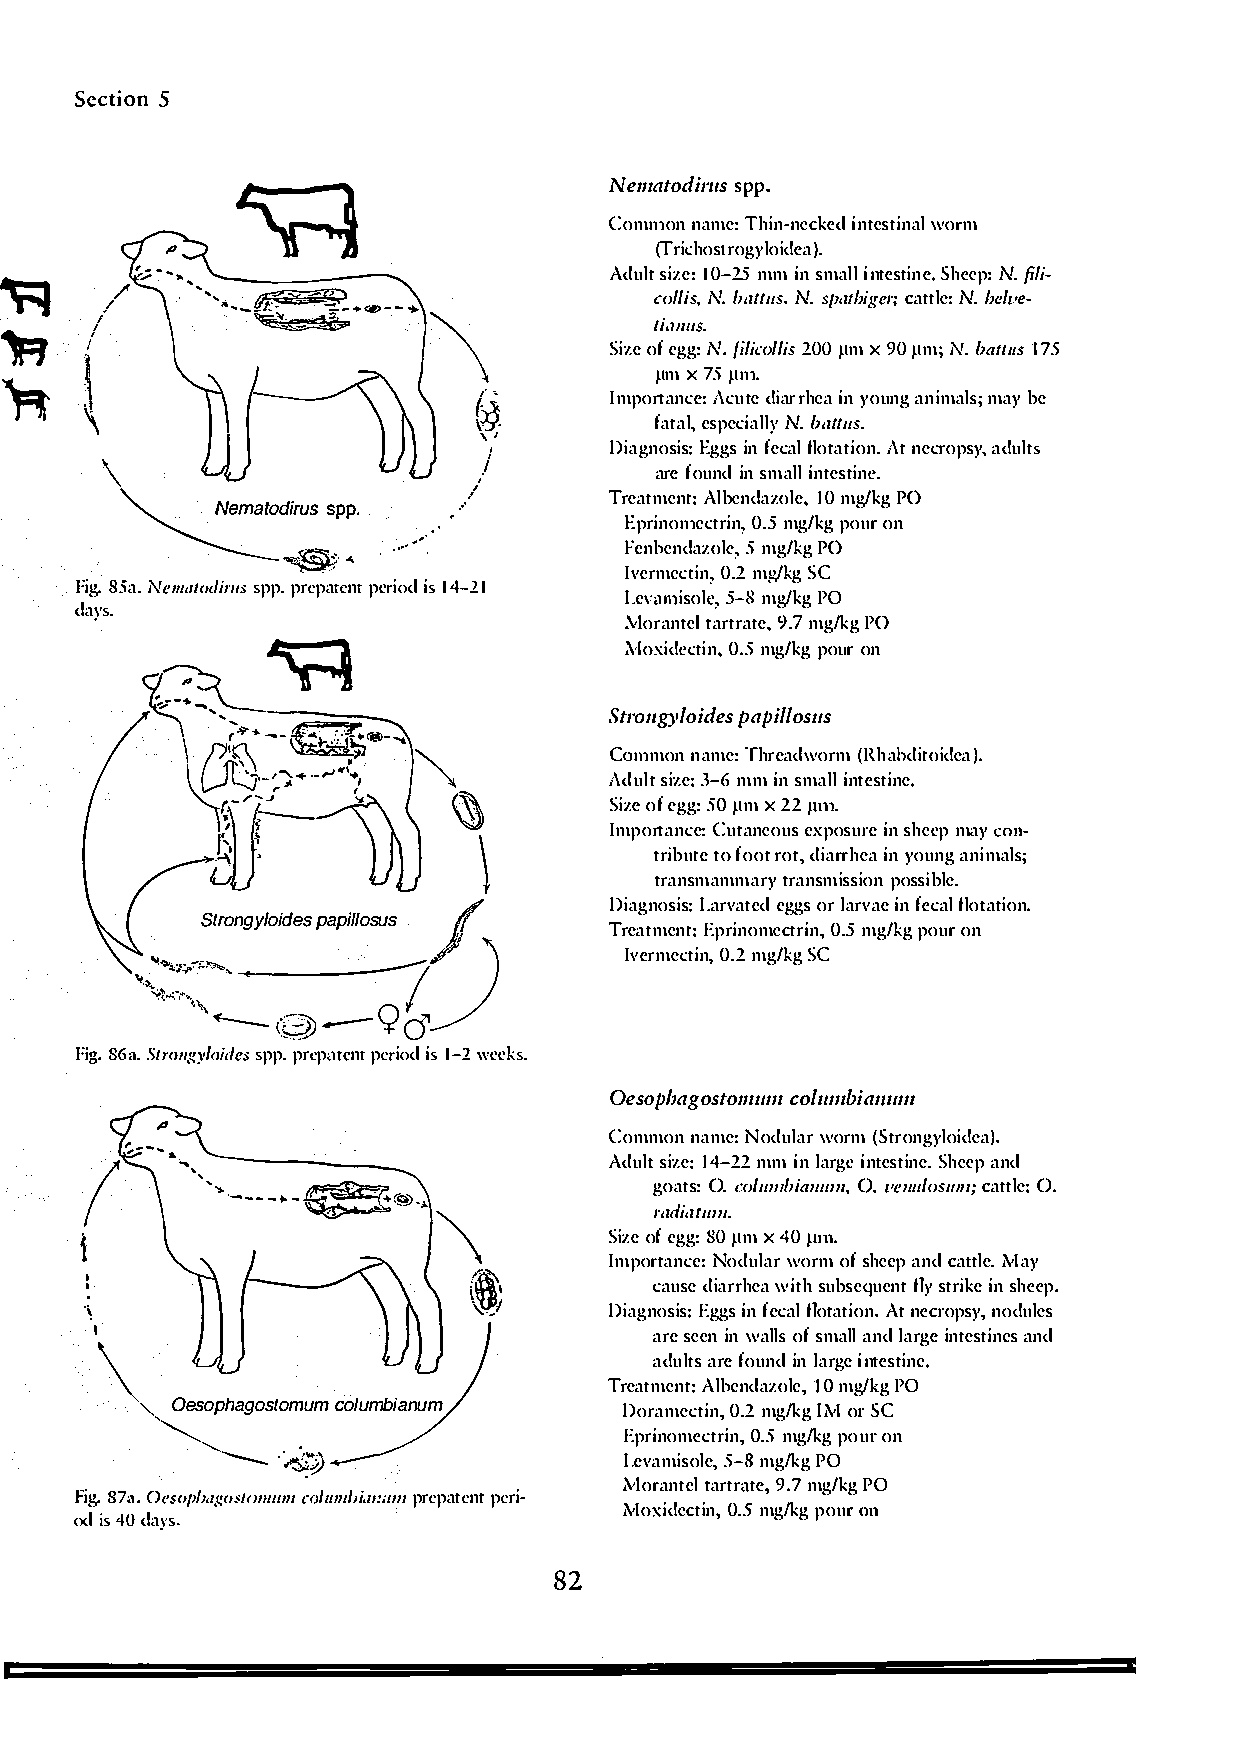 Section 5
Nematodirus spp.
Fig. 85a. Nematodirus spp. prepatent period is 14–21
days.
Strongyloides papillosus
Fig. 86a. Strongyloides spp. prepatent period is 1–2 weeks.
Oesophagostomum columbianum
Fig. 87a. Oesophagostomum columbianum prepatent peri-
od is 40 days.
Nematodirus spp.
Common name: Thin-necked intestinal worm
(Trichostrogyloidea).
Adult size: 10–25 mm in small intestine. Sheep: N. fili-
collis, N. battus. N. spathiger; cattle: N. helve-
tianus.
Size of egg: N. filicollis 200 µm × 90 µm; N. battus 175
µm × 75 µm.
Importance: Acute diarrhea in young animals; may be
fatal, especially N. battus.
Diagnosis: Eggs in fecal flotation. At necropsy, adults
are found in small intestine.
Treatment: Albendazole, 10 mg/kg PO
Eprinomectrin, 0.5 mg/kg pour on
Fenbendazole, 5 mg/kg PO
Ivermectin, 0.2 mg/kg SC
Levamisole, 5–8 mg/kg PO
Morantel tartrate, 9.7 mg/kg PO
Moxidectin, 0.5 mg/kg pour on
Strongyloides papillosus
Common name: Threadworm (Rhabditoidea).
Adult size: 3–6 mm in small intestine.
Size of egg: 50 µm × 22 µm.
Importance: Cutaneous exposure in sheep may con-
tribute to foot rot, diarrhea in young animals;
transmammary transmission possible.
Diagnosis: Larvated eggs or larvae in fecal flotation.
Treatment: Eprinomectrin, 0.5 mg/kg pour on
Ivermectin, 0.2 mg/kg SC
Oesophagostomum columbianum
Common name: Nodular worm (Strongyloidea).
Adult size: 14–22 mm in large intestine. Sheep and
goats: O. columbianum, O. venulosum; cattle: O.
radiatum.
Size of egg: 80 µm × 40 µm.
Importance: Nodular worm of sheep and cattle. May
cause diarrhea with subsequent fly strike in sheep.
Diagnosis: Eggs in fecal flotation. At necropsy, nodules
are seen in walls of small and large intestines and
adults are found in large intestine.
Treatment: Albendazole, 10 mg/kg PO
Doramectin, 0.2 mg/kg IM or SC
Eprinomectrin, 0.5 mg/kg pour on
Levamisole, 5–8 mg/kg PO
Morantel tartrate, 9.7 mg/kg PO
Moxidectin, 0.5 mg/kg pour on
82